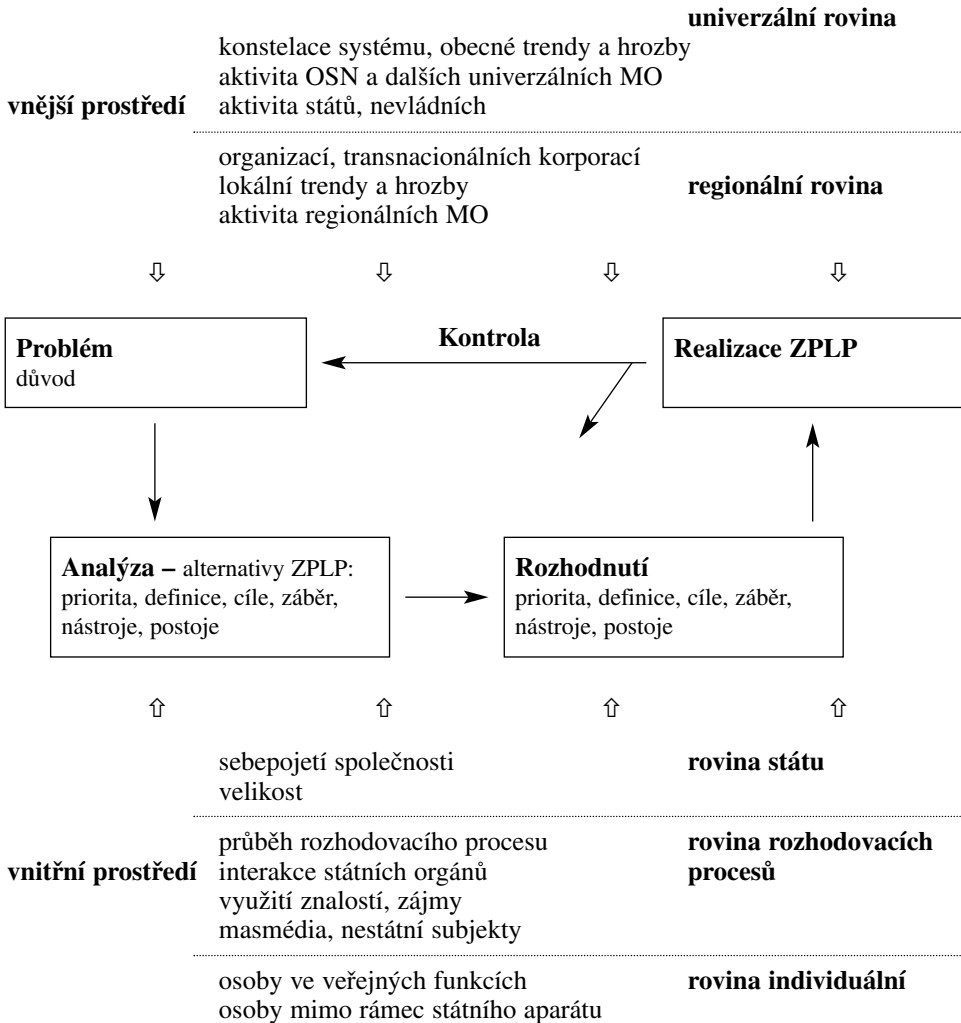 univerzální rovina
konstelace systému, obecné trendy a hrozby
aktivita OSN a dalších univerzálních MO
vnější prostředí
aktivita států, nevládních
organizací, transnacionálních korporací
lokální trendy a hrozby
regionální rovina
aktivita regionálních MO
Problém
důvod
Kontrola
Realizace ZPLP
Analýza – alternativy ZPLP:
priorita, definice, cíle, záběr,
nástroje, postoje
Rozhodnutí
priorita, definice, cíle, záběr,
nástroje, postoje
sebepojetí společnosti
velikost
rovina státu
vnitřní prostředí
průběh rozhodovacího procesu
interakce státních orgánů
využití znalostí, zájmy
masmédia, nestátní subjekty
rovina rozhodovacích
procesů
osoby ve veřejných funkcích
osoby mimo rámec státního aparátu
rovina individuální